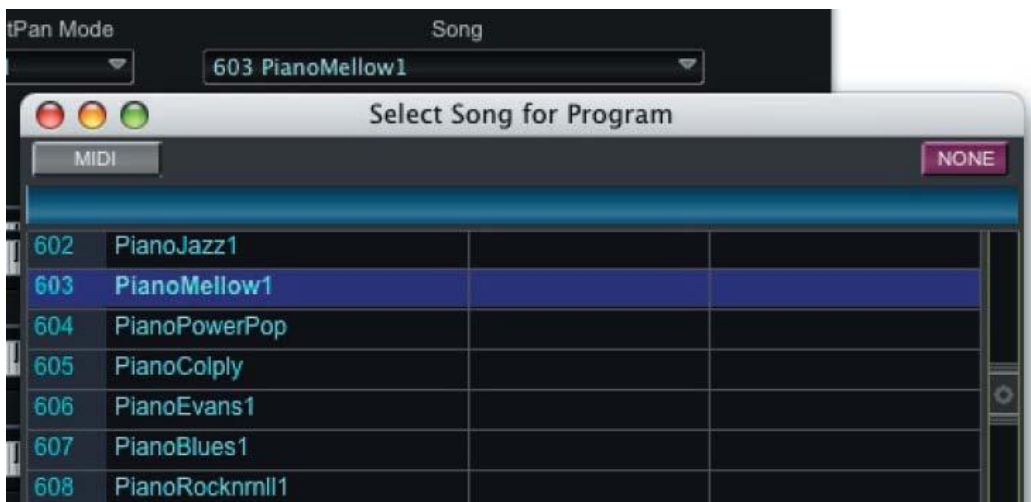 tPan Mode Song
603 PianoMellow1
Select Song for Program
MIDI NONE
602 PianoJazz1
603 PianoMellow1
604 PianoPowerPop
605 PianoColply
606 PianoEvans1
607 PianoBlues1
608 PianoRocknrnll1